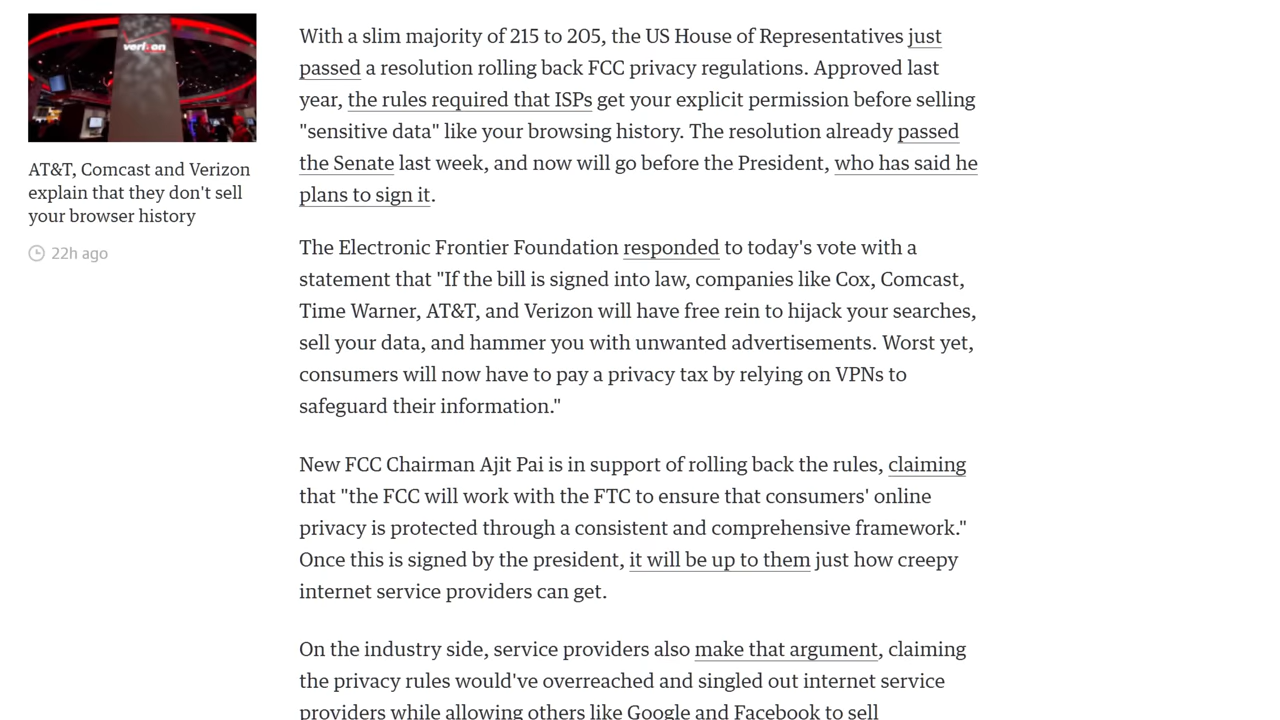 verizon
AT&T, Comcast and Verizon
explain that they don't sell
your browser history
22h ago
With a slim majority of 215 to 205, the US House of Representatives just
passed a resolution rolling back FCC privacy regulations. Approved last
year, the rules required that ISPs get your explicit permission before selling
"sensitive data" like your browsing history. The resolution already passed
the Senate last week, and now will go before the President, who has said he
plans to sign it.
The Electronic Frontier Foundation responded to today's vote with a
statement that "If the bill is signed into law, companies like Cox, Comcast,
Time Warner, AT&T, and Verizon will have free rein to hijack your searches,
sell your data, and hammer you with unwanted advertisements. Worst yet,
consumers will now have to pay a privacy tax by relying on VPNs to
safeguard their information."
New FCC Chairman Ajit Pai is in support of rolling back the rules, claiming
that "the FCC will work with the FTC to ensure that consumers' online
privacy is protected through a consistent and comprehensive framework."
Once this is signed by the president, it will be up to them just how creepy
internet service providers can get.
On the industry side, service providers also make that argument, claiming
the privacy rules would've overreached and singled out internet service
providers while allowing others like Google and Facebook to sell